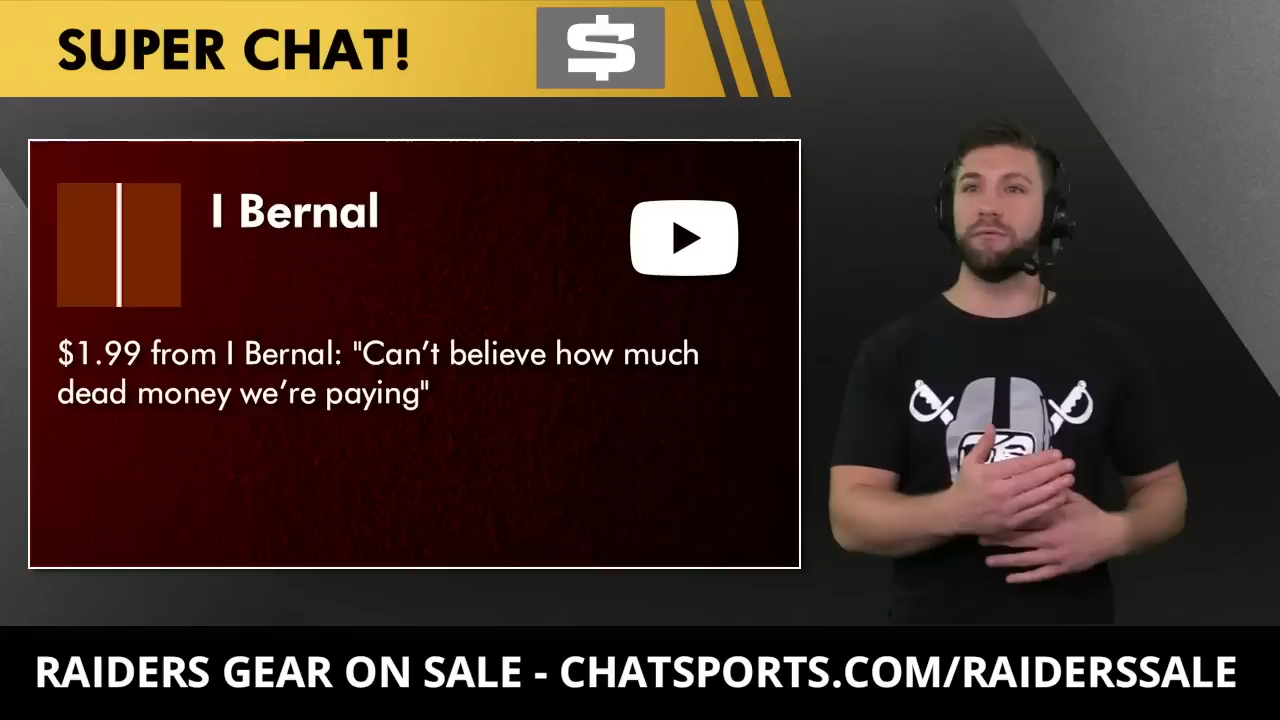 SUPER CHAT!
I Bernal
$1.99 from I Bernal: "Can’t believe how much
dead money we’re paying"
RAIDERS GEAR ON SALE - CHATSPORTS.COM/RAIDERSSALE